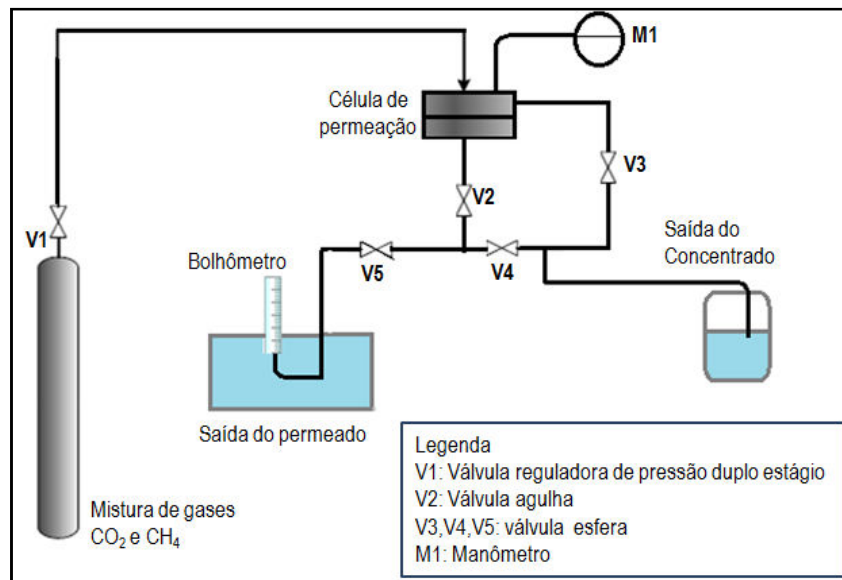 M1
Célula de
permeação
V3
V2
Saída do
Concentrado
V1
Bolhômetro
V5
V4
Saída do permeado
Mistura de gases
CO₂ e CH₄
Legenda
V1: Válvula reguladora de pressão duplo estágio
V2: Válvula agulha
V3,V4,V5: válvula esfera
M1: Manômetro